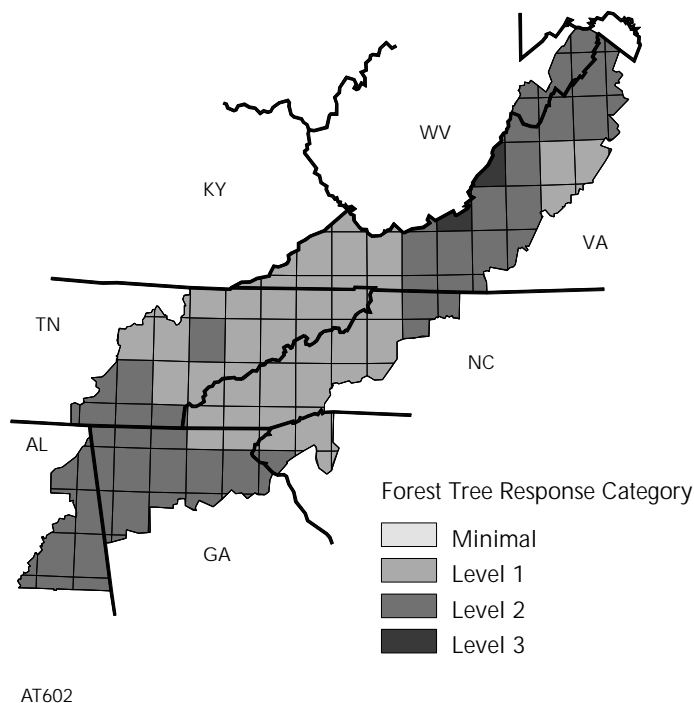 WV
KY
VA
TN
NC
AL
Forest Tree Response Category
Minimal
GA
Level 1
Level 2
Level 3
AT602